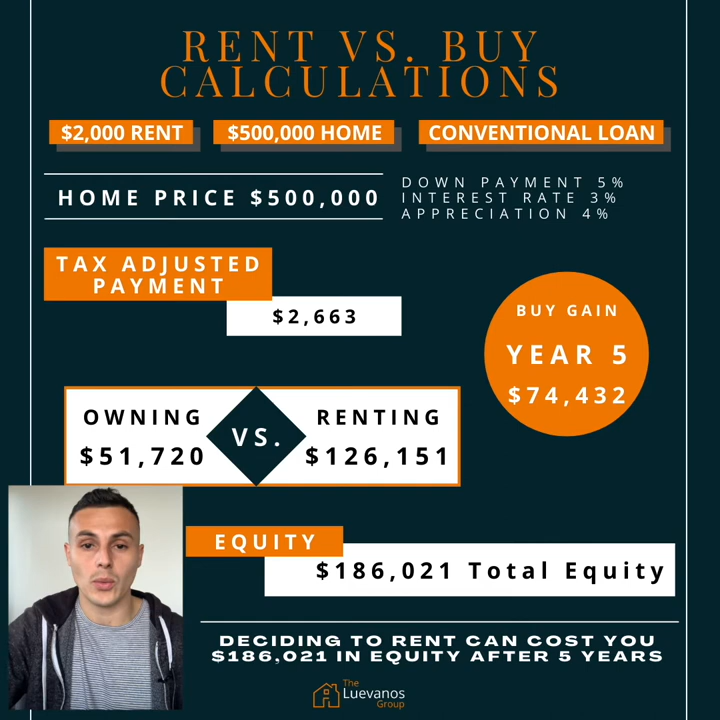 RENT VS. BUY
CALCULATIONS
$2,000 RENT
$500,000 HOME
CONVENTIONAL LOAN
HOME PRICE $500,000
DOWN PAYMENT 5%
INTEREST RATE 3%
APPRECIATION 4%
TAX ADJUSTED
PAYMENT
$2,663
BUY GAIN
YEAR 5
$74,432
OWNING
$51,720
VS.
RENTING
$126,151
EQUITY
$186,021 Total Equity
DECIDING TO RENT CAN COST YOU
$186,021 IN EQUITY AFTER 5 YEARS
The
Luevanos
Group